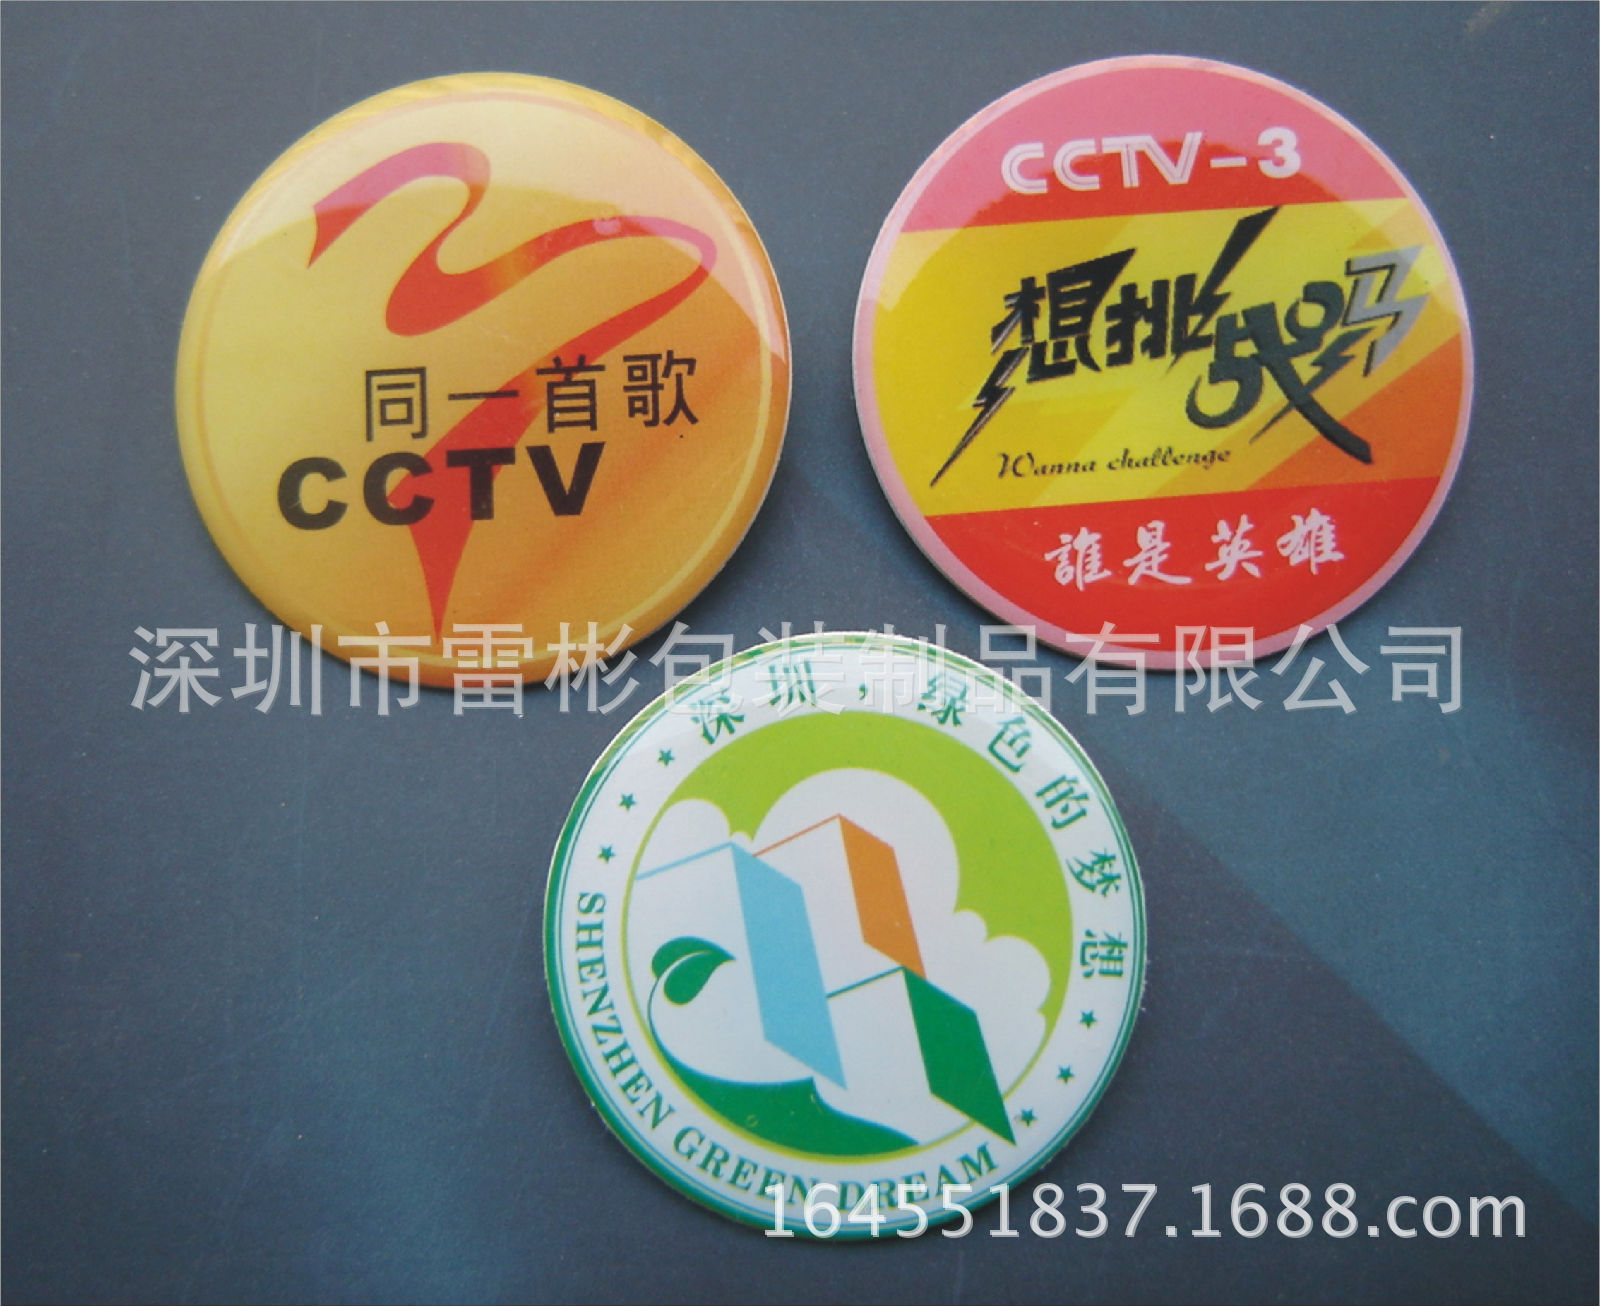 同一首歌
CCTV
CCTV-3
想挑战吗
Wanna challenge
誰是英雄
深圳市雷彬包装制品有限公司
深圳，绿色的梦想
SHENZHEN GREEN DREAM
164551837.1688.com